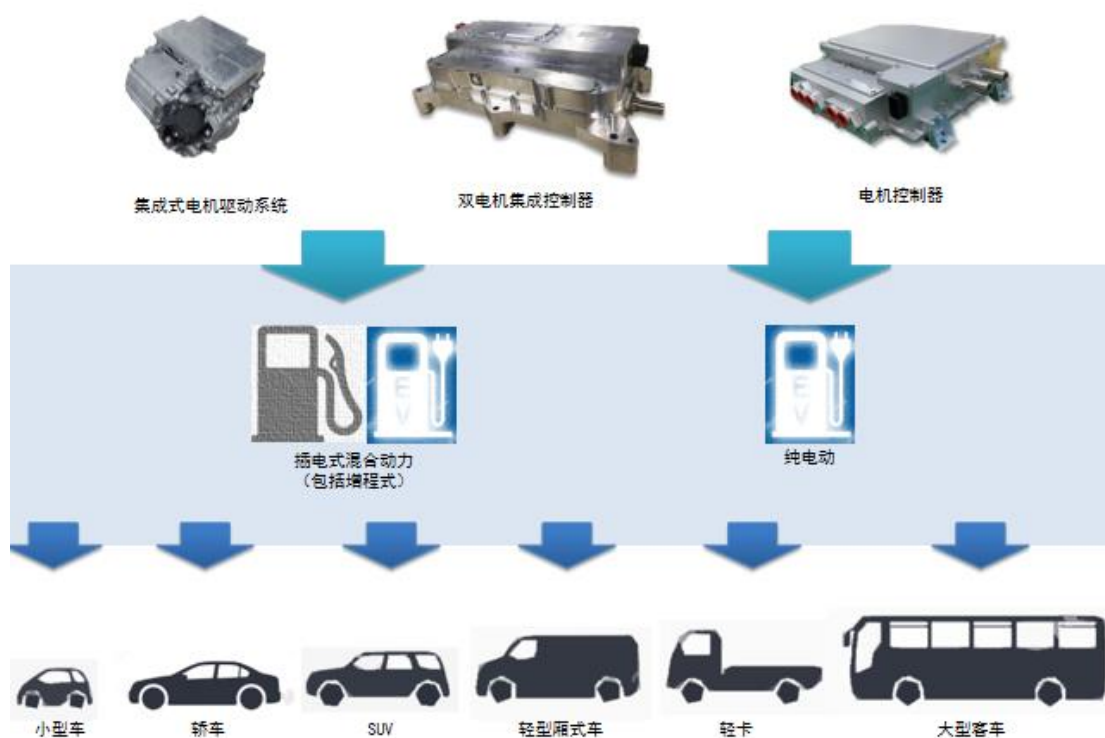 集成式电机驱动系统
双电机集成控制器
电机控制器
EV
EV
插电式混合动力
（包括增程式）
纯电动
小型车
轿车
SUV
轻型厢式车
轻卡
大型客车